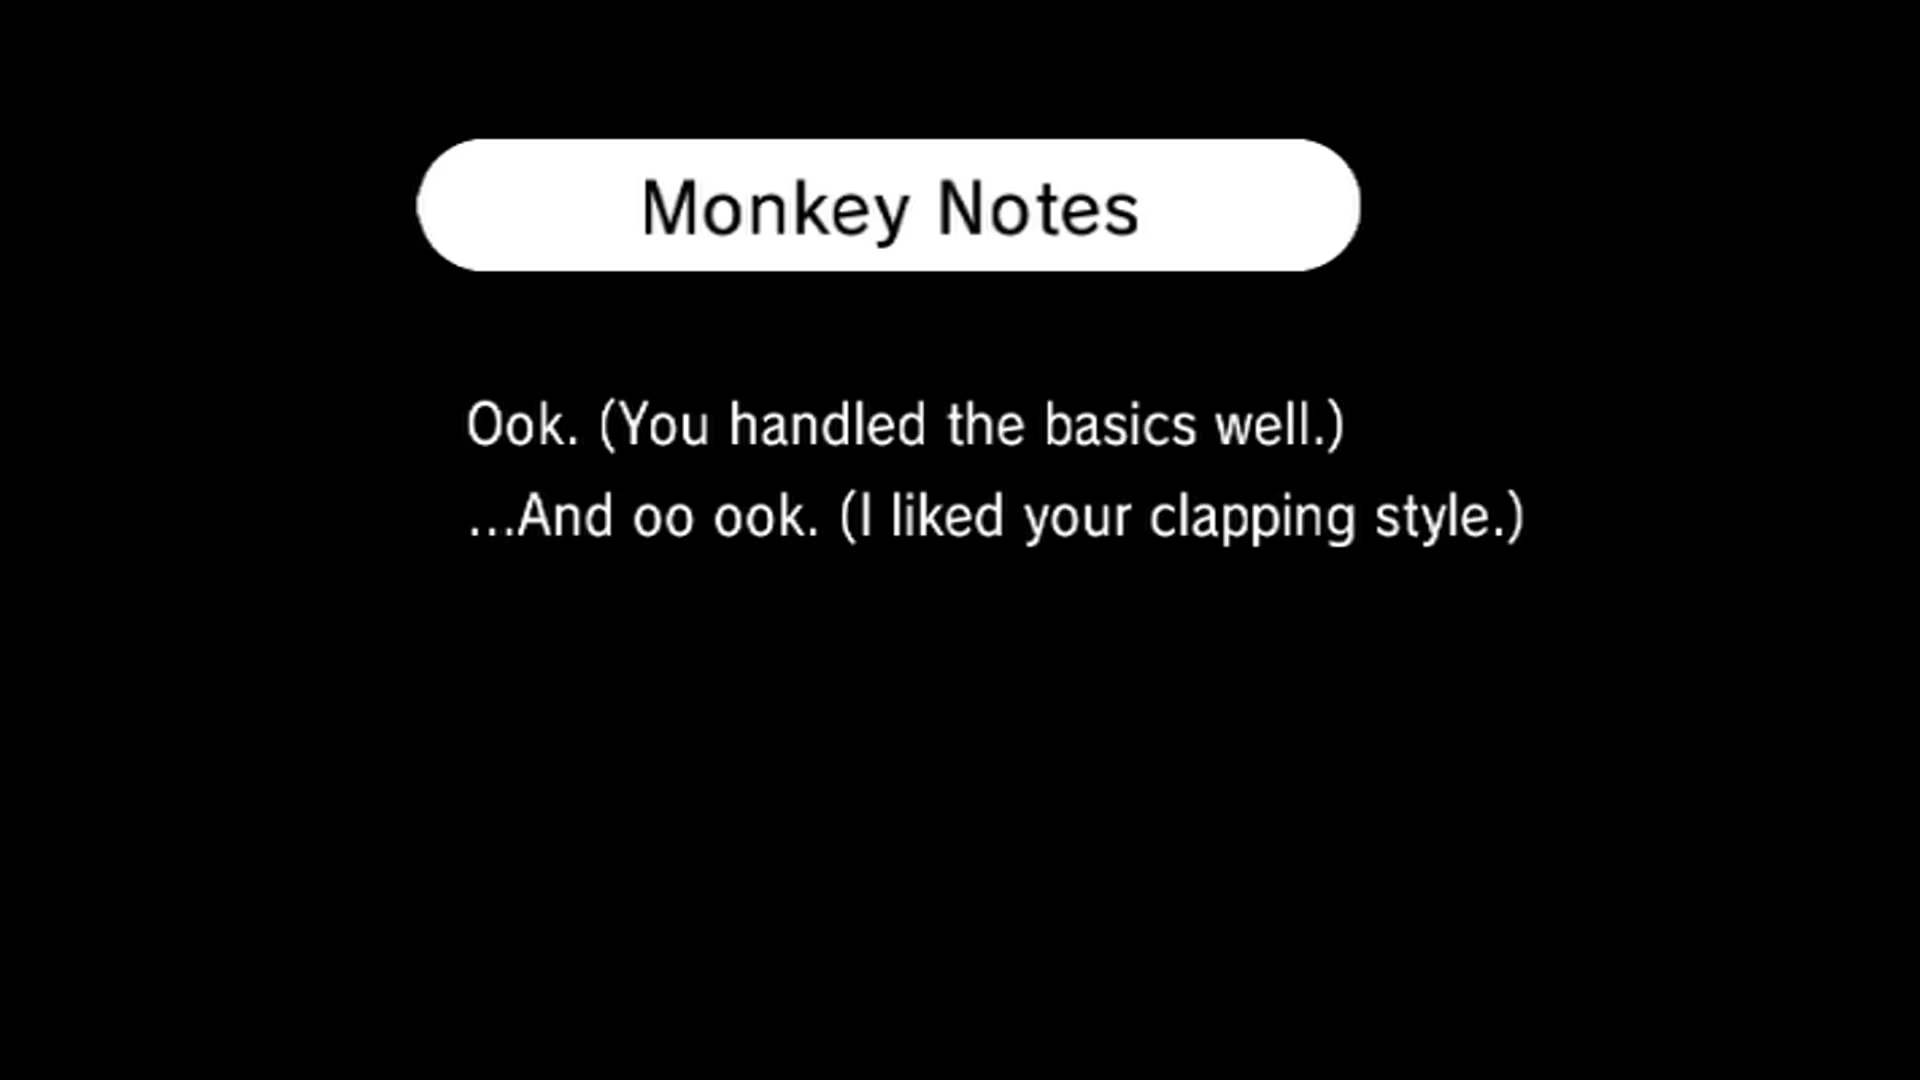 Monkey Notes
Ook. (You handled the basics well.)
...And oo ook. (I liked your clapping style.)